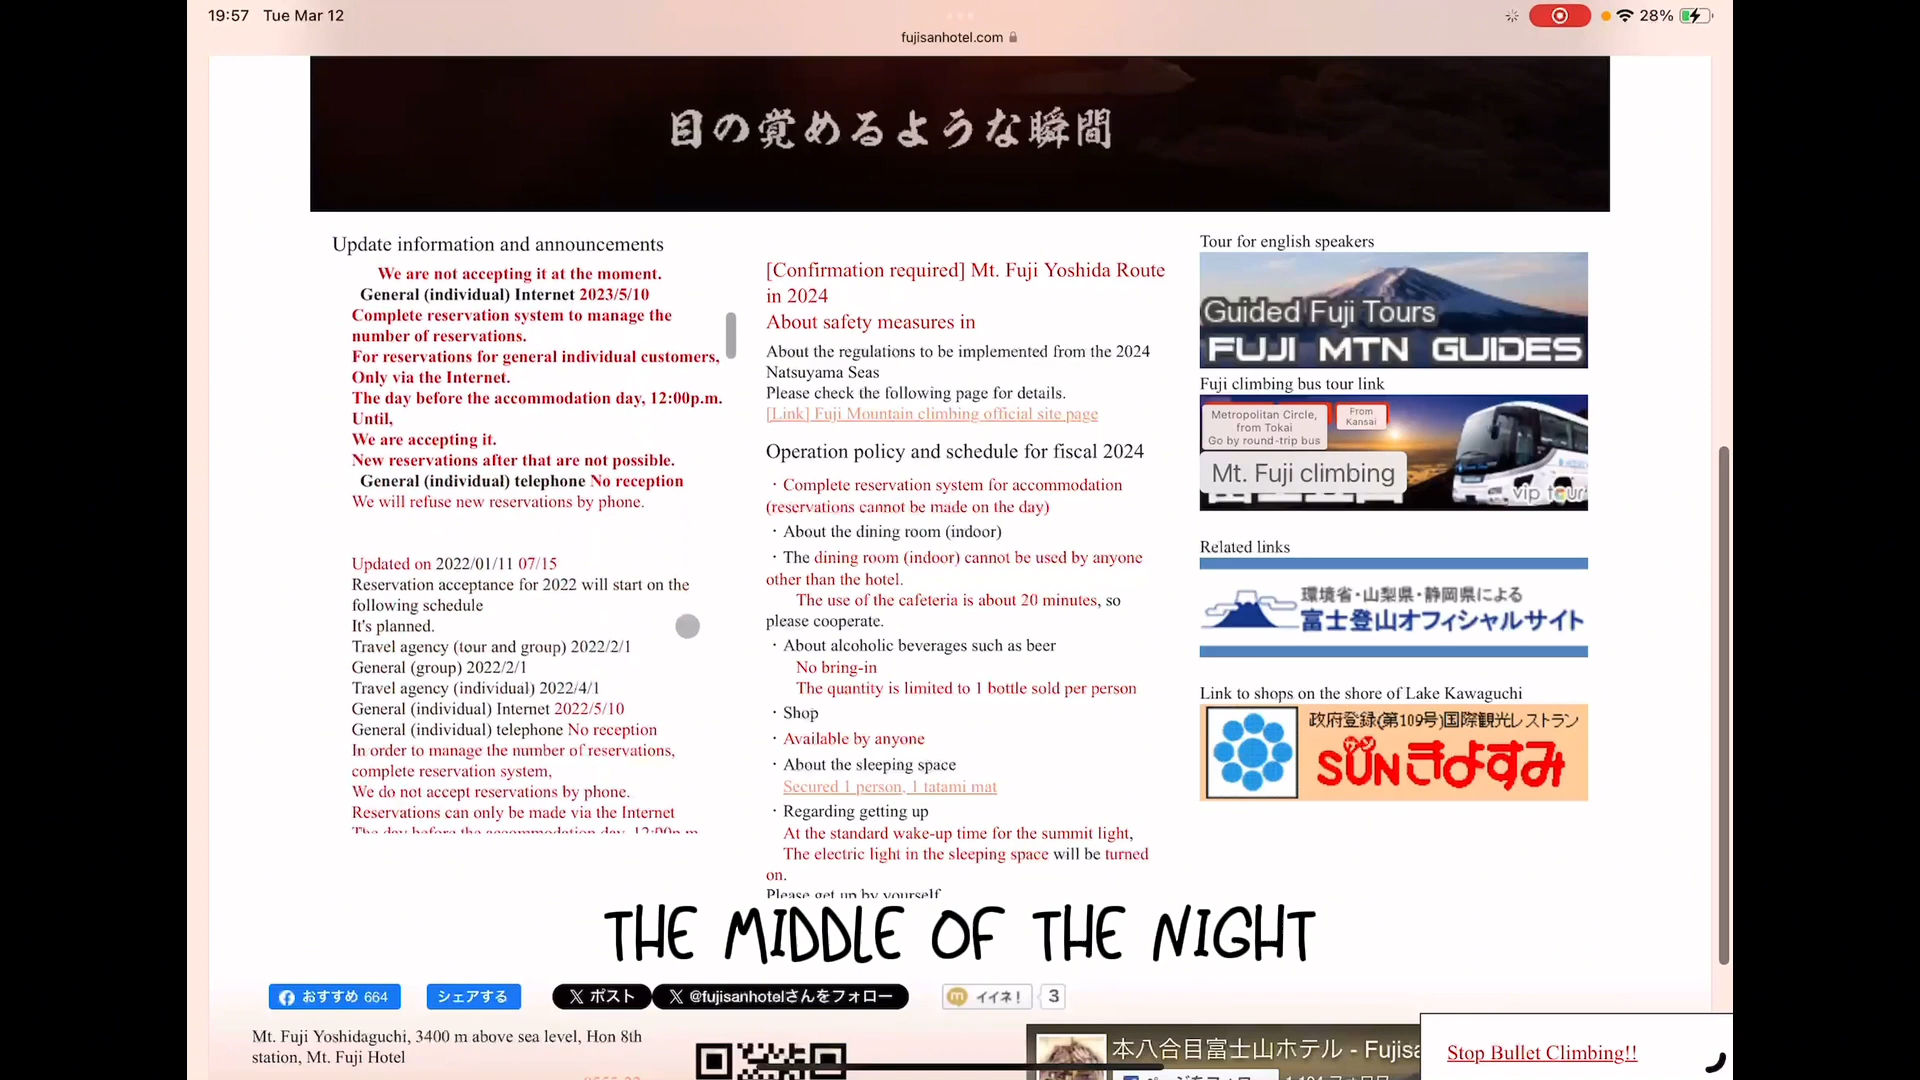 19:57 Tue Mar 12
28%
fujisanhotel.com
目の覚めるような瞬間
Update information and announcements
We are not accepting it at the moment.
General (individual) Internet 2023/5/10
Complete reservation system to manage the
number of reservations.
For reservations for general individual customers,
Only via the Internet.
The day before the accommodation day, 12:00p.m.
Until,
We are accepting it.
New reservations after that are not possible.
General (individual) telephone No reception
We will refuse new reservations by phone.
Updated on 2022/01/11 07/15
Reservation acceptance for 2022 will start on the
following schedule
It's planned.
Travel agency (tour and group) 2022/2/1
General (group) 2022/2/1
Travel agency (individual) 2022/4/1
General (individual) Internet 2022/5/10
General (individual) telephone No reception
In order to manage the number of reservations,
complete reservation system,
We do not accept reservations by phone.
Reservations can only be made via the Internet
The day before the accommodation day, 12:00p.m.
[Confirmation required] Mt. Fuji Yoshida Route
in 2024
About safety measures in
About the regulations to be implemented from the 2024
Natsuyama Seas
Please check the following page for details.
[Link] Fuji Mountain climbing official site page
Operation policy and schedule for fiscal 2024
・Complete reservation system for accommodation
(reservations cannot be made on the day)
・About the dining room (indoor)
・The dining room (indoor) cannot be used by anyone
other than the hotel.
The use of the cafeteria is about 20 minutes, so
please cooperate.
・About alcoholic beverages such as beer
No bring-in
The quantity is limited to 1 bottle sold per person
・Shop
・Available by anyone
・About the sleeping space
Secured 1 person, 1 tatami mat
・Regarding getting up
At the standard wake-up time for the summit light,
The electric light in the sleeping space will be turned
on.
Please get up by yourself
Tour for english speakers
Guided Fuji Tours
FUJI MTN GUIDES
Fuji climbing bus tour link
Metropolitan Circle,
from Tokai
Go by round-trip bus
From
Kansai
Mt. Fuji climbing
vip tour
Related links
環境省・山梨県・静岡県による
富士登山オフィシャルサイト
Link to shops on the shore of Lake Kawaguchi
政府登録(第109号)国際観光レストラン
SUNきよすみ
サン
THE MIDDLE OF THE NIGHT
おすすめ 664
シェアする
X ポスト
X @fujisanhotelさんをフォロー
m イイネ! 3
Mt. Fuji Yoshidaguchi, 3400 m above sea level, Hon 8th
station, Mt. Fuji Hotel
本八合目富士山ホテル - Fujisa
Stop Bullet Climbing!!